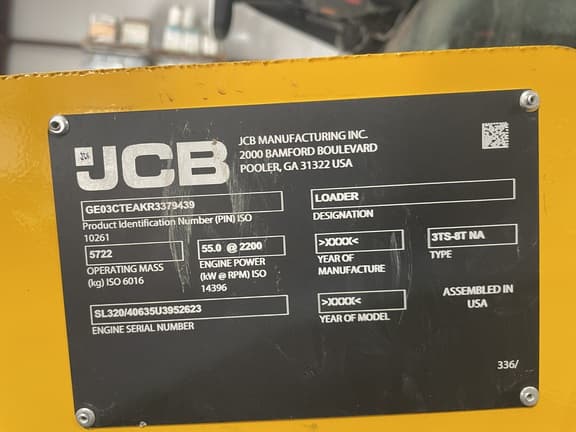 JCB
JCB MANUFACTURING INC.
2000 BAMFORD BOULEVARD
POOLER, GA 31322 USA
GE03CTEAKR3379439
Product Identification Number (PIN) ISO
10261
LOADER
DESIGNATION
5722
OPERATING MASS
(kg) ISO 6016
55.0 @ 2200
ENGINE POWER
(kW @ RPM) ISO
14396
>XXXX<
YEAR OF
MANUFACTURE
3TS-8T NA
TYPE
SL320/40635U3952623
ENGINE SERIAL NUMBER
>XXXX<
YEAR OF MODEL
ASSEMBLED IN
USA
336/